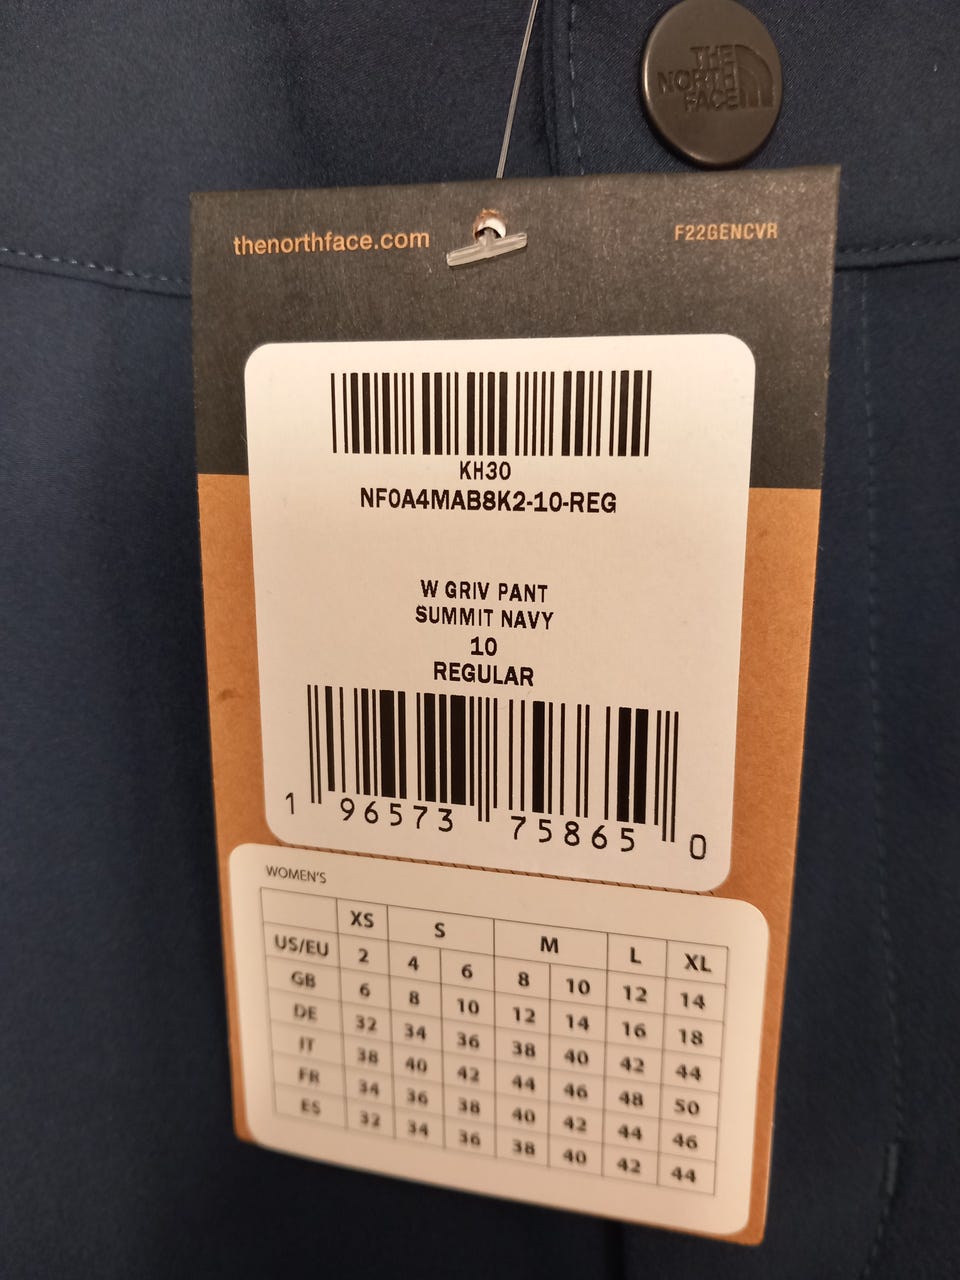 THE
NORTH
FACE
thenorthface.com F22GENCVR
KH30
NF0A4MAB8K2-10-REG
W GRIV PANT
SUMMIT NAVY
10
REGULAR
1 96573 75865 0
WOMEN'S
XS S M L XL
US/EU 2 4 6 8 10 12 14
GB 6 8 10 12 14 16 18
DE 32 34 36 38 40 42 44
IT 38 40 42 44 46 48 50
FR 34 36 38 40 42 44 46
ES 32 34 36 38 40 42 44